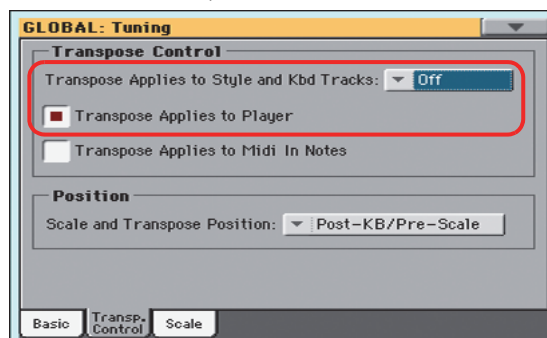 GLOBAL: Tuning
Transpose Control
Transpose Applies to Style and Kbd Tracks: Off
Transpose Applies to Player
Transpose Applies to Midi In Notes
Position
Scale and Transpose Position: Post-KB/Pre-Scale
Basic
Transp. Control
Scale